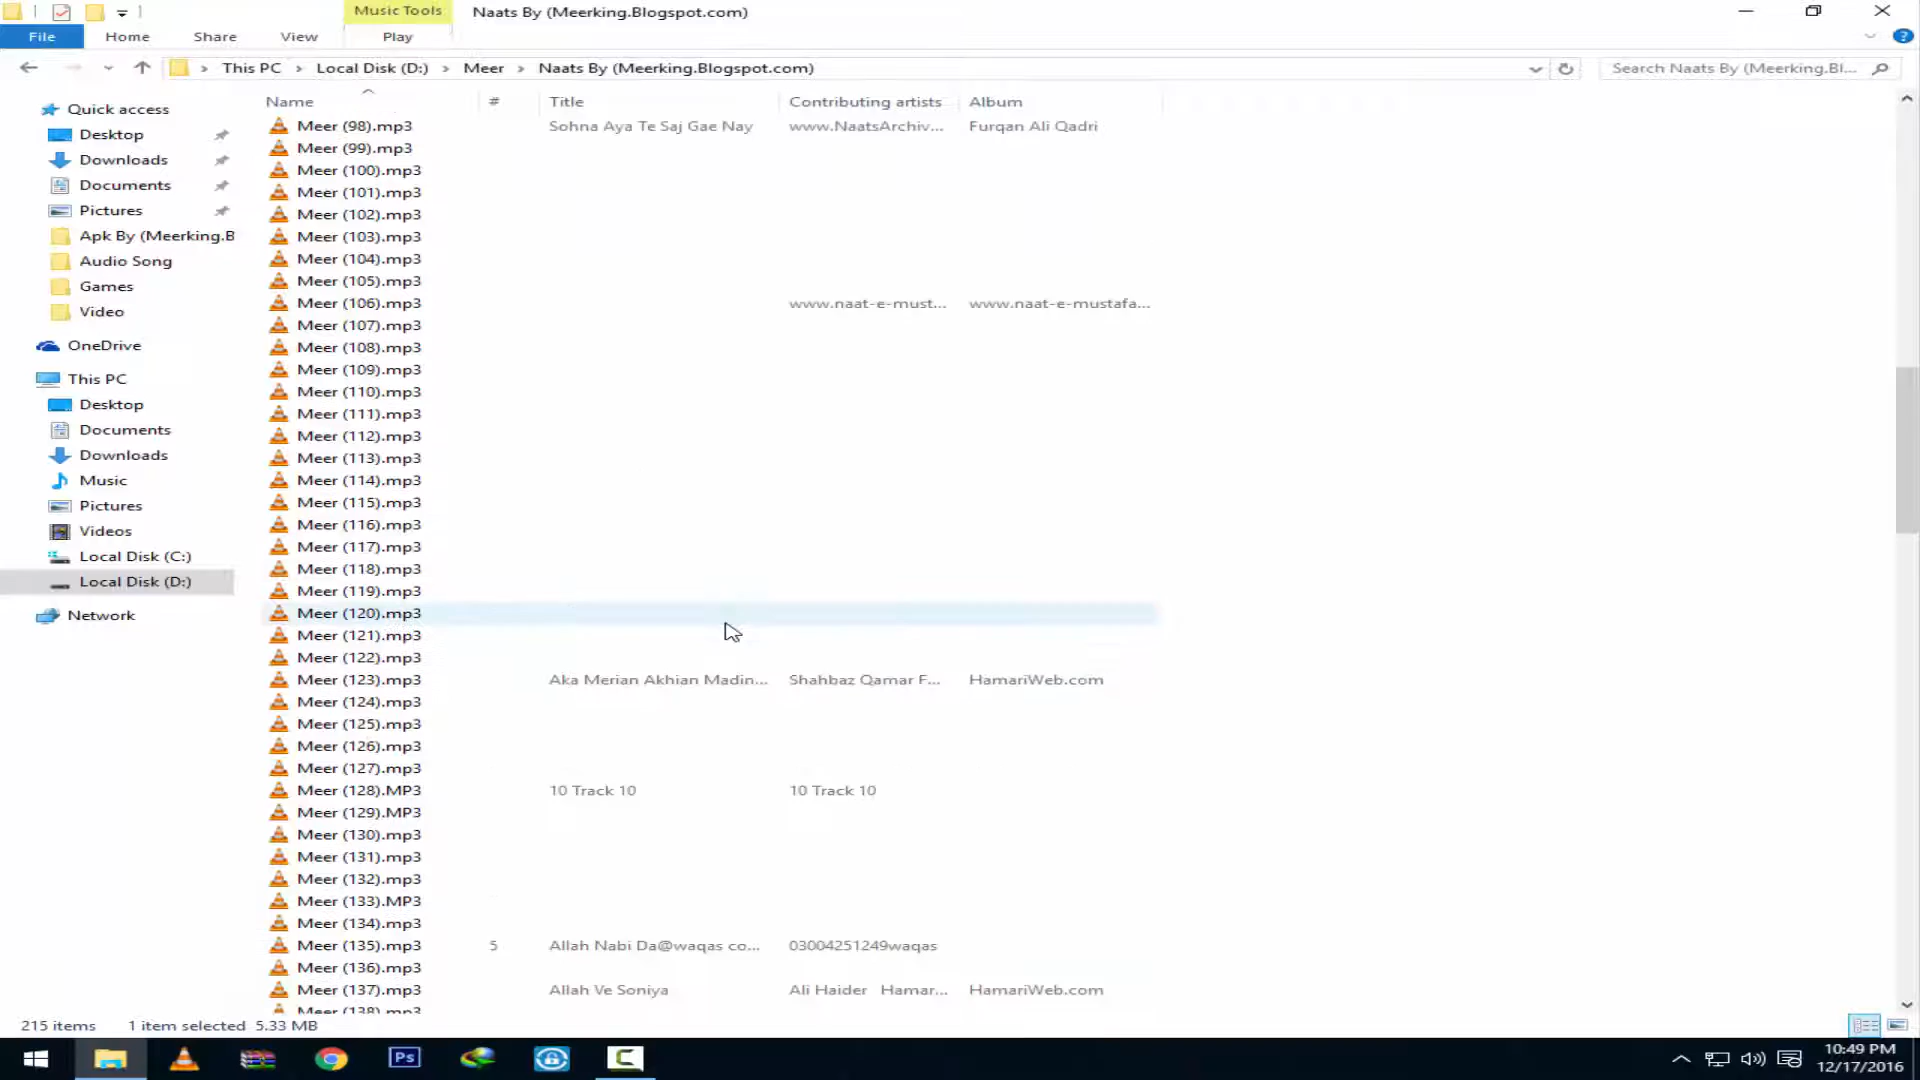 Music Tools
Naats By (Meerking.Blogspot.com)
File
Home
Share
View
Play
This PC
Local Disk (D:)
Meer
Naats By (Meerking.Blogspot.com)
Search Naats By (Meerking.Bl...
Quick access
Desktop
Downloads
Documents
Pictures
Apk By (Meerking.B
Audio Song
Games
Video
OneDrive
This PC
Desktop
Documents
Downloads
Music
Pictures
Videos
Local Disk (C:)
Local Disk (D:)
Network
Name # Title Contributing artists Album
Meer (98).mp3 Sohna Aya Te Saj Gae Nay www.NaatsArchiv... Furqan Ali Qadri
Meer (99).mp3
Meer (100).mp3
Meer (101).mp3
Meer (102).mp3
Meer (103).mp3
Meer (104).mp3
Meer (105).mp3
Meer (106).mp3 www.naat-e-must... www.naat-e-mustafa...
Meer (107).mp3
Meer (108).mp3
Meer (109).mp3
Meer (110).mp3
Meer (111).mp3
Meer (112).mp3
Meer (113).mp3
Meer (114).mp3
Meer (115).mp3
Meer (116).mp3
Meer (117).mp3
Meer (118).mp3
Meer (119).mp3
Meer (120).mp3
Meer (121).mp3
Meer (122).mp3
Meer (123).mp3 Aka Merian Akhian Madin... Shahbaz Qamar F... HamariWeb.com
Meer (124).mp3
Meer (125).mp3
Meer (126).mp3
Meer (127).mp3
Meer (128).MP3 10 Track 10 10 Track 10
Meer (129).MP3
Meer (130).mp3
Meer (131).mp3
Meer (132).mp3
Meer (133).MP3
Meer (134).mp3
Meer (135).mp3 5 Allah Nabi Da@waqas co... 03004251249waqas
Meer (136).mp3
Meer (137).mp3 Allah Ve Soniya Ali Haider Hamar... HamariWeb.com
Meer (138).mp3
215 items 1 item selected 5.33 MB
Ps
10:49 PM
12/17/2016